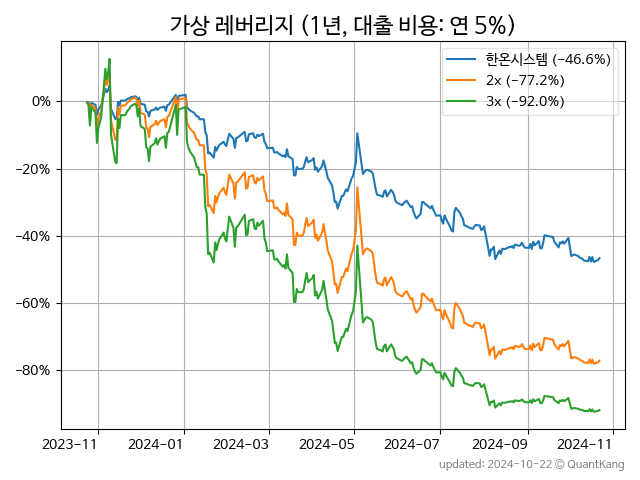 가상 레버리지 (1년, 대출 비용: 연 5%)
한온시스템 (−46.6%)
2x (−77.2%)
3x (−92.0%)
0%
−20%
−40%
−60%
−80%
2023−11 2024−01 2024−03 2024−05 2024−07 2024−09 2024−11
updated: 2024-10-22 © QuantKang